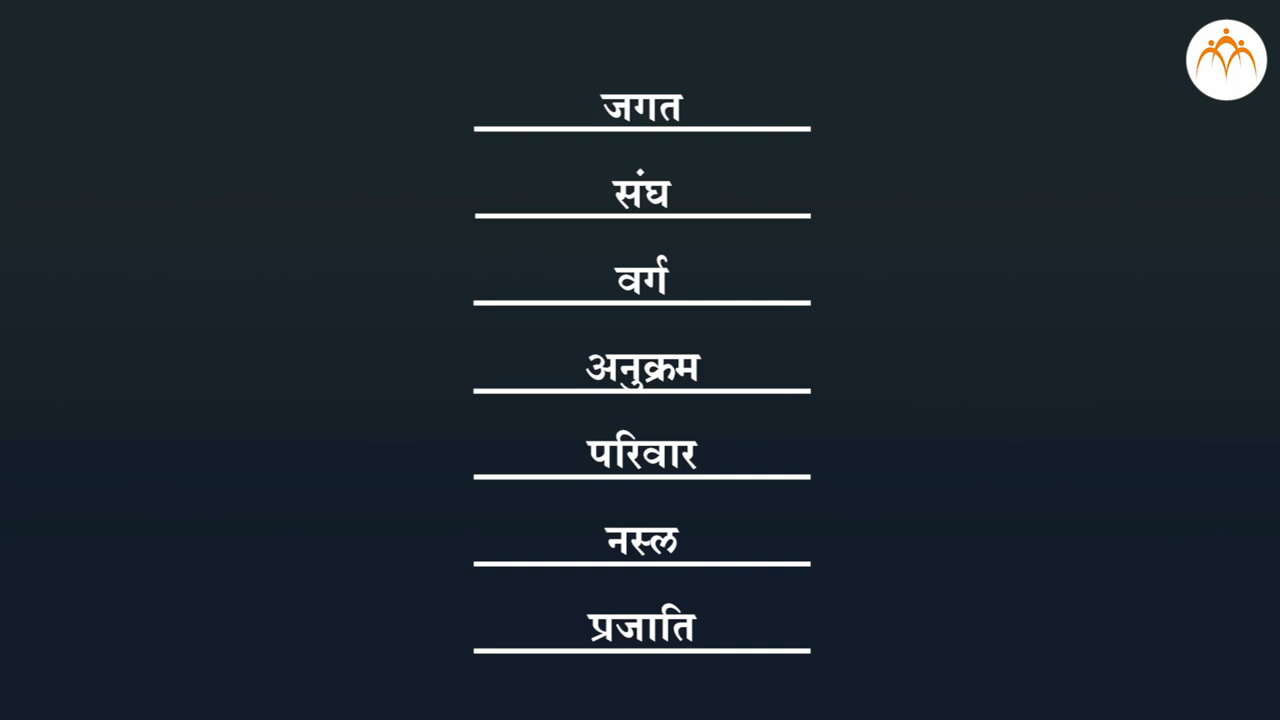 जगत
संघ
वर्ग
अनुक्रम
परिवार
नस्ल
प्रजाति